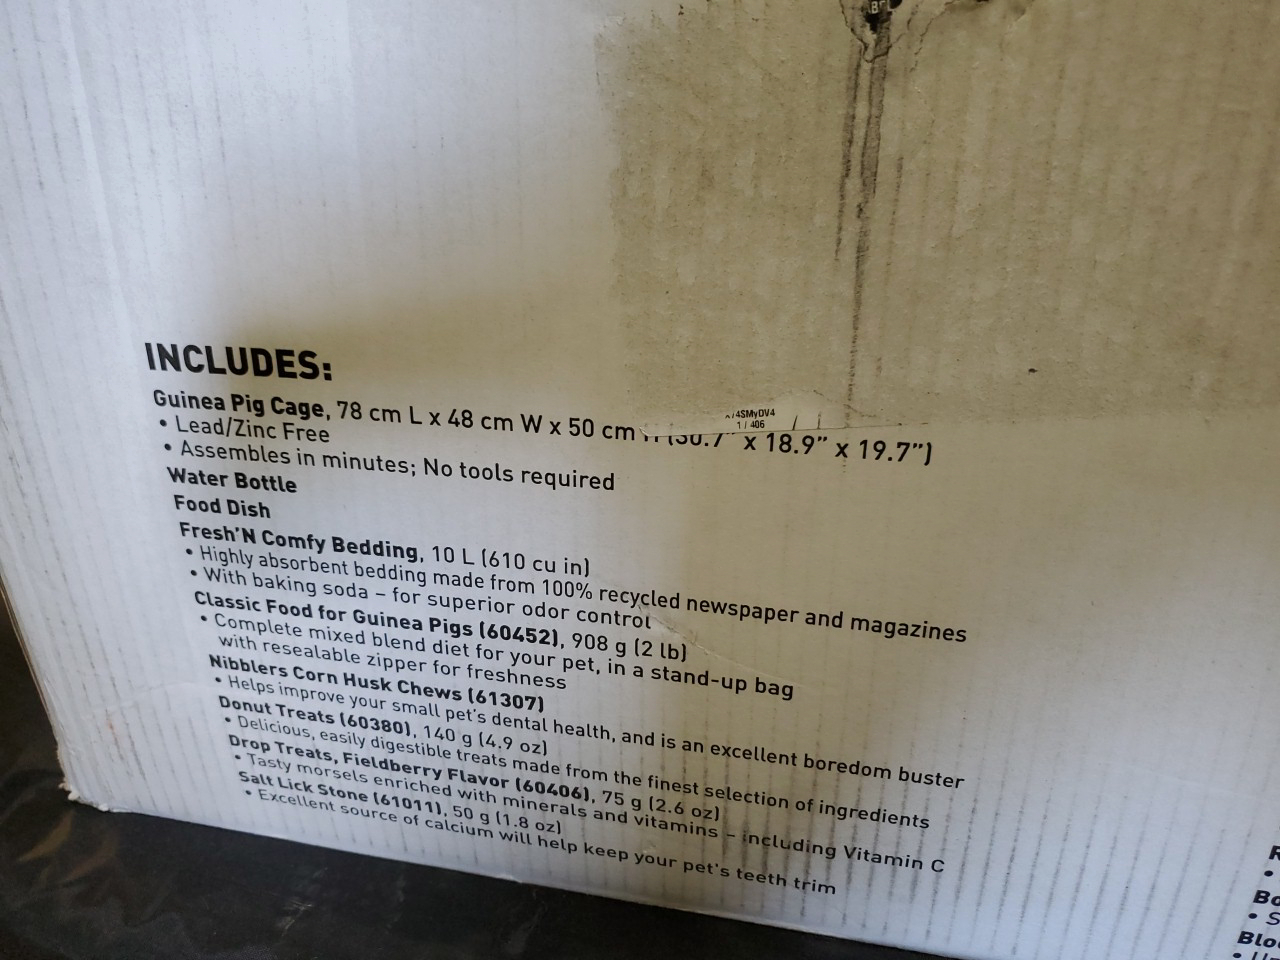 INCLUDES:
Guinea Pig Cage, 78 cm L x 48 cm W x 50 cm H (30.7" x 18.9" x 19.7")
• Lead/Zinc Free
• Assembles in minutes; No tools required
Water Bottle
Food Dish
Fresh'N Comfy Bedding, 10 L (610 cu in)
• Highly absorbent bedding made from 100% recycled newspaper and magazines
• With baking soda – for superior odor control
Classic Food for Guinea Pigs (60452), 908 g (2 lb)
• Complete mixed blend diet for your pet, in a stand-up bag
with resealable zipper for freshness
Nibblers Corn Husk Chews (61307)
• Helps improve your small pet's dental health, and is an excellent boredom buster
Donut Treats (60380), 140 g (4.9 oz)
• Delicious, easily digestible treats made from the finest selection of ingredients
Drop Treats, Fieldberry Flavor (60406), 75 g (2.6 oz)
• Tasty morsels enriched with minerals and vitamins – including Vitamin C
Salt Lick Stone (61011), 50 g (1.8 oz)
• Excellent source of calcium will help keep your pet's teeth trim
/4SMyDV4
1 / 406